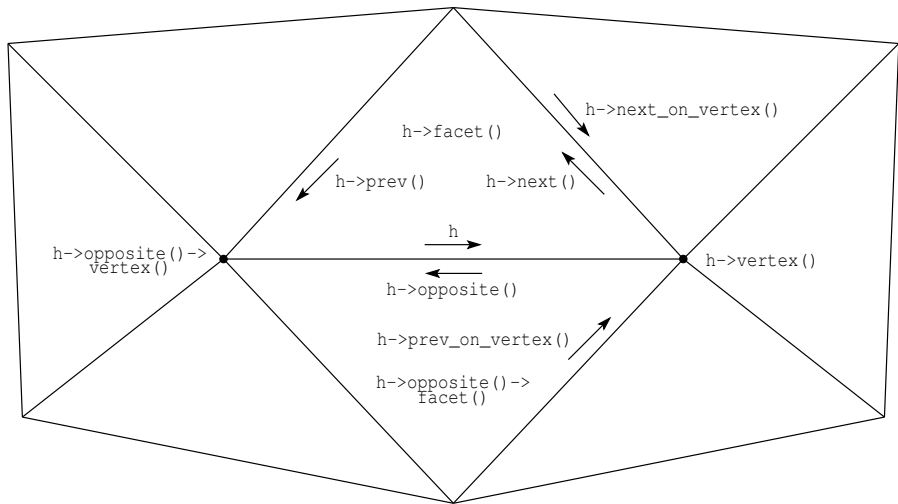 h->next_on_vertex()
h->facet()
h->prev()
h->next()
h
h->opposite()->
vertex()
h->vertex()
h->opposite()
h->prev_on_vertex()
h->opposite()->
facet()